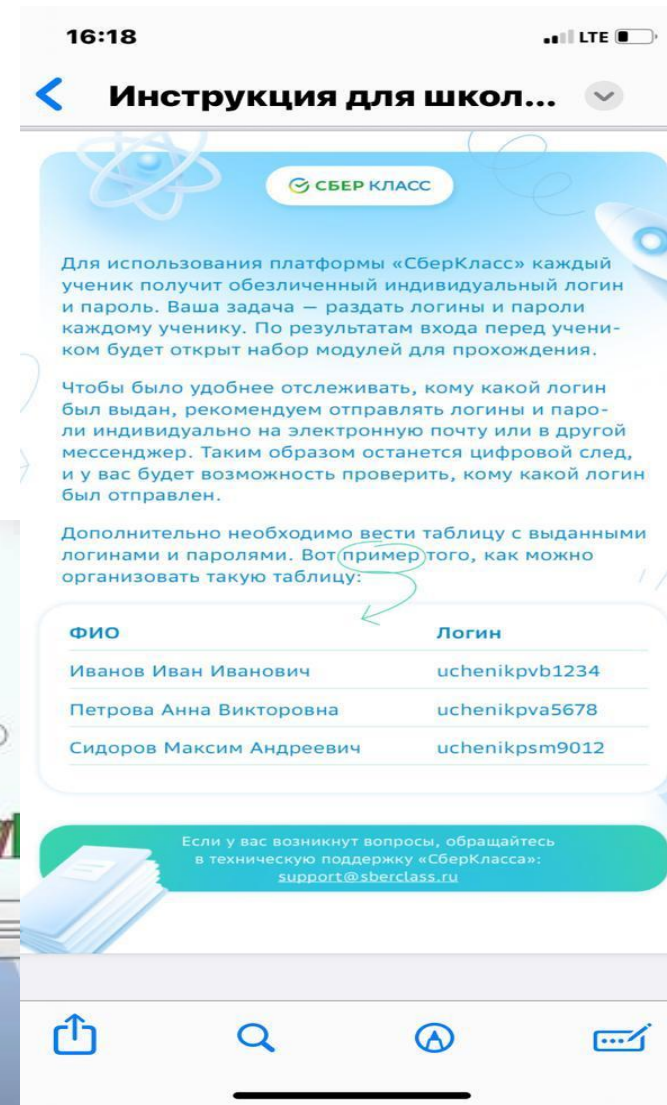 16:18
LTE
Инструкция для школ...
СБЕР КЛАСС
Для использования платформы «СберКласс» каждый
ученик получит обезличенный индивидуальный логин
и пароль. Ваша задача — раздать логины и пароли
каждому ученику. По результатам входа перед учени-
ком будет открыт набор модулей для прохождения.
Чтобы было удобнее отслеживать, кому какой логин
был выдан, рекомендуем отправлять логины и паро-
ли индивидуально на электронную почту или в другой
мессенджер. Таким образом останется цифровой след,
и у вас будет возможность проверить, кому какой логин
был отправлен.
Дополнительно необходимо вести таблицу с выданными
логинами и паролями. Вот пример того, как можно
организовать такую таблицу:
ФИО Логин
Иванов Иван Иванович uchenikpvb1234
Петрова Анна Викторовна uchenikpva5678
Сидоров Максим Андреевич uchenikpsm9012
Если у вас возникнут вопросы, обращайтесь
в техническую поддержку «СберКласса»:
support@sberclass.ru